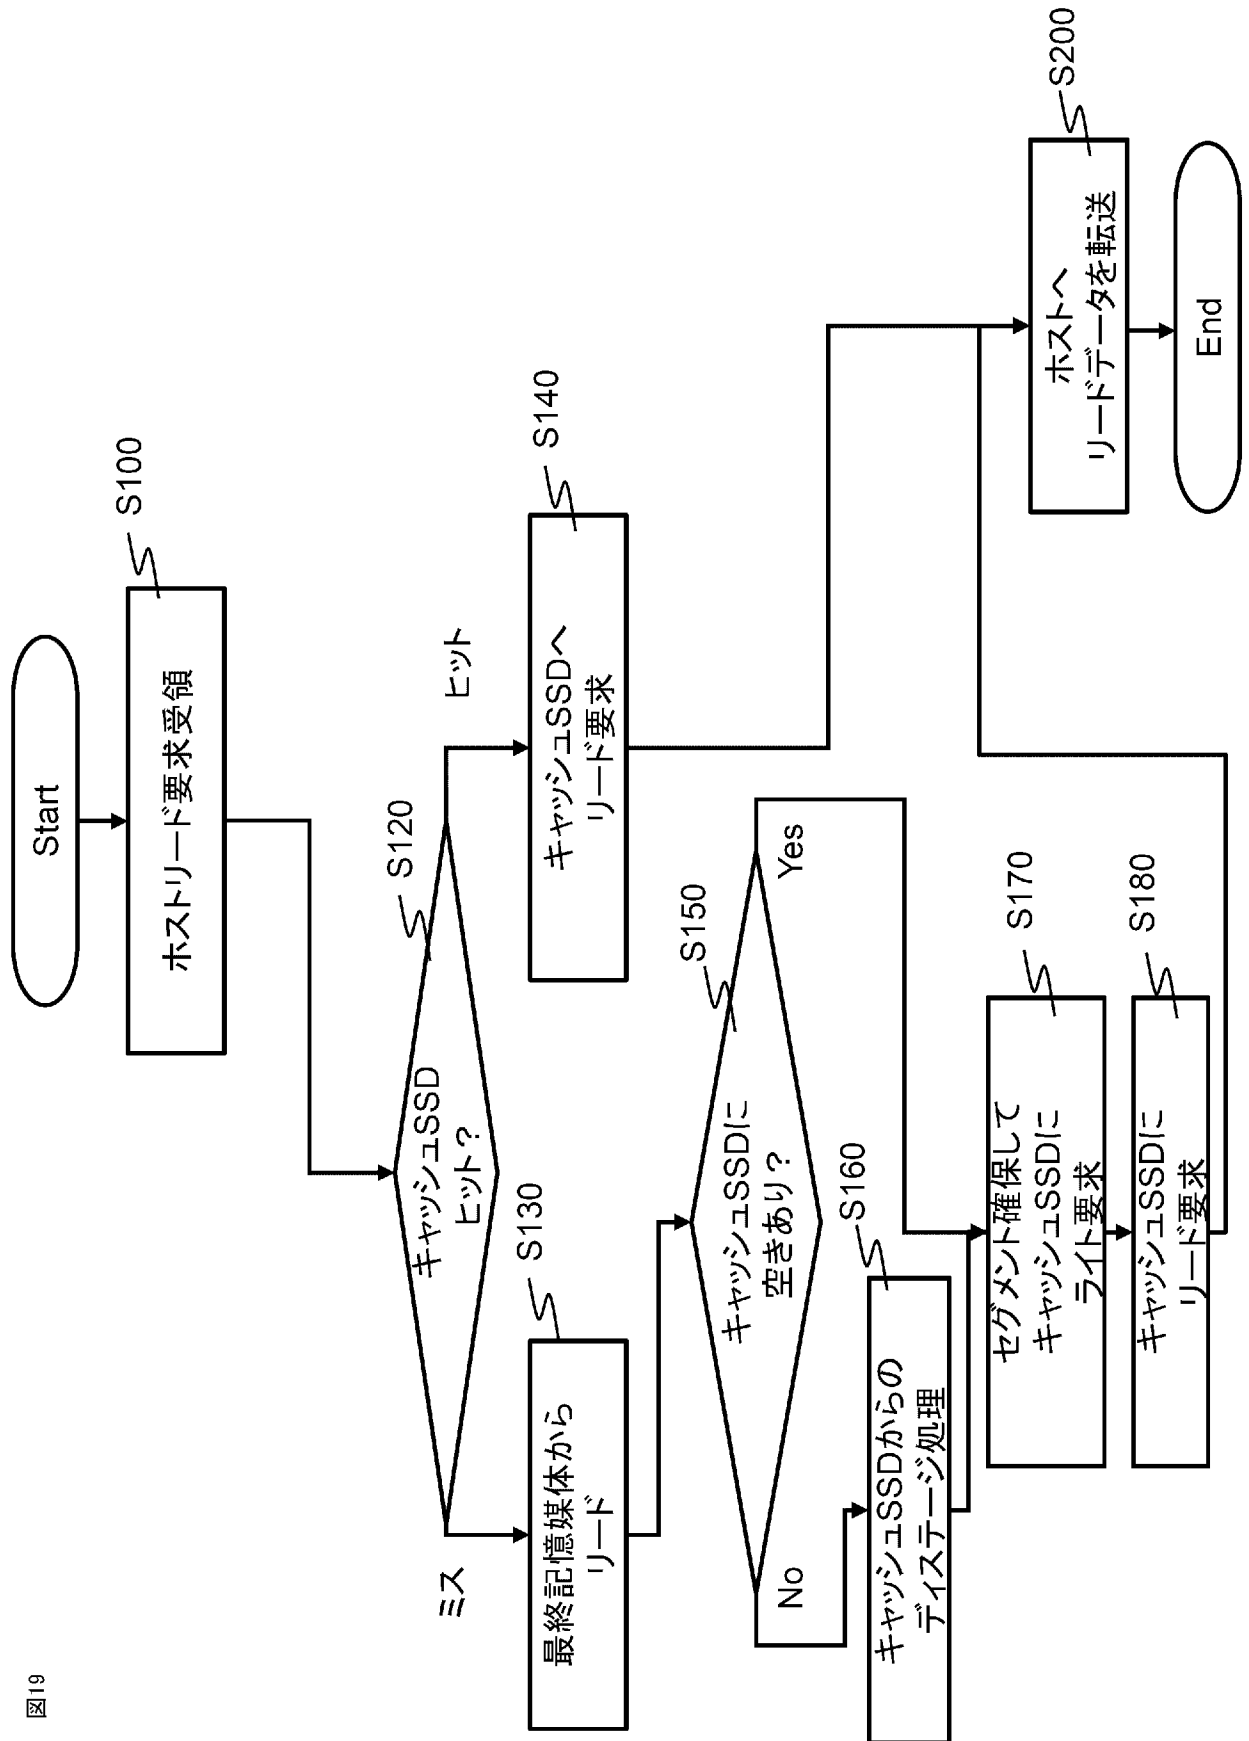 図19
Start
S100
ホストリード要求受領
S120
キャッシュSSD
ヒット？
ミス
ヒット
S130
最終記憶媒体から
リード
S140
キャッシュSSDへ
リード要求
S150
キャッシュSSDに
空きあり？
No
Yes
S160
キャッシュSSDからの
ディステージ処理
S170
セグメント確保して
キャッシュSSDに
ライト要求
S180
キャッシュSSDに
リード要求
S200
ホストへ
リードデータを転送
End